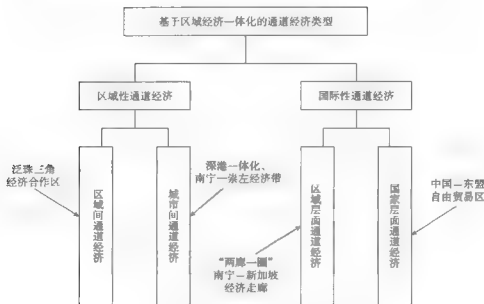 基于区域经济一体化的通道经济类型
区域性通道经济
国际性通道经济
泛珠三角
经济合作区
区域间通道经济
城市间通道经济
深港一体化、
南宁—崇左经济带
区域层面通道经济
国家层面通道经济
中国—东盟
自由贸易区
“两廊一圈”
南宁—新加坡
经济走廊